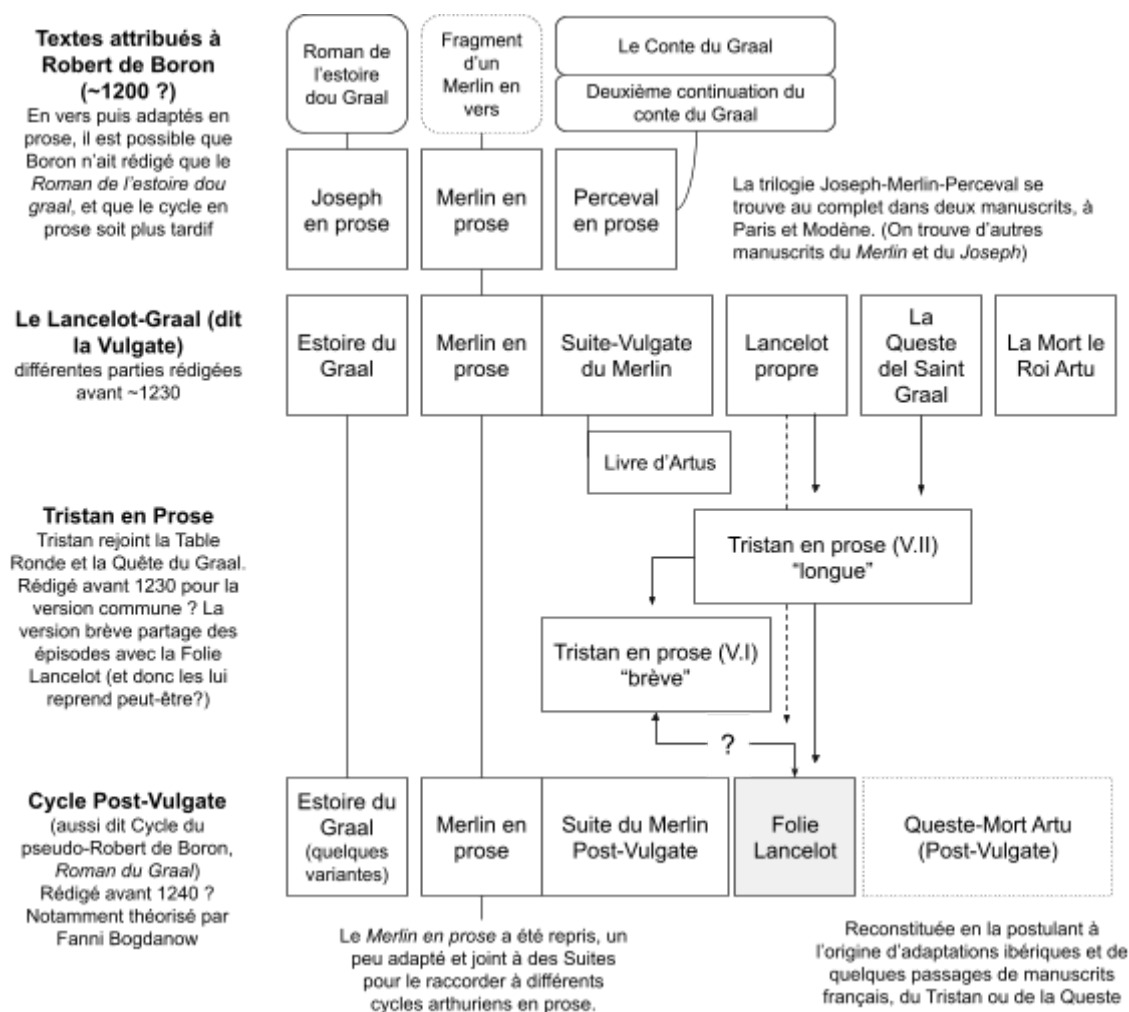 Textes attribués à
Robert de Boron
(~1200 ?)
En vers puis adaptés en
prose, il est possible que
Boron n'ait rédigé que le
Roman de l'estoire dou
graal, et que le cycle en
prose soit plus tardif
Roman de
l'estoire
dou Graal
Fragment
d'un
Merlin en
vers
Le Conte du Graal
Deuxième continuation du
conte du Graal
Joseph
en prose
Merlin en
prose
Perceval
en prose
La trilogie Joseph-Merlin-Perceval se
trouve au complet dans deux manuscrits, à
Paris et Modène. (On trouve d'autres
manuscrits du Merlin et du Joseph)
Le Lancelot-Graal (dit
la Vulgate)
différentes parties rédigées
avant ~1230
Estoire du
Graal
Merlin en
prose
Suite-Vulgate
du Merlin
Lancelot
propre
La
Queste
del Saint
Graal
La Mort le
Roi Artu
Livre d'Artus
Tristan en Prose
Tristan rejoint la Table
Ronde et la Quête du Graal.
Rédigé avant 1230 pour la
version commune ? La
version brève partage des
épisodes avec la Folie
Lancelot (et donc les lui
reprend peut-être?)
Tristan en prose (V.II)
"longue"
Tristan en prose (V.I)
"brève"
?
Cycle Post-Vulgate
(aussi dit Cycle du
pseudo-Robert de Boron,
Roman du Graal)
Rédigé avant 1240 ?
Notamment théorisé par
Fanni Bogdanow
Estoire du
Graal
(quelques
variantes)
Merlin en
prose
Suite du Merlin
Post-Vulgate
Folie
Lancelot
Queste-Mort Artu
(Post-Vulgate)
Le Merlin en prose a été repris, un
peu adapté et joint à des Suites
pour le raccorder à différents
cycles arthuriens en prose.
Reconstituée en la postulant à
l'origine d'adaptations ibériques et de
quelques passages de manuscrits
français, du Tristan ou de la Queste